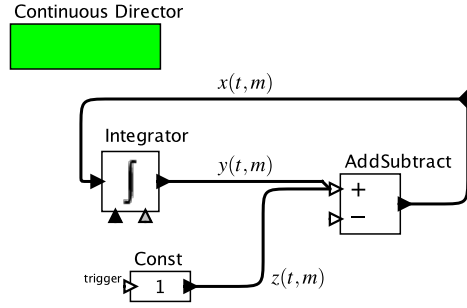 Continuous Director
x(t,m)
Integrator
∫
y(t,m)
AddSubtract
+
−
Const
trigger
1
z(t,m)